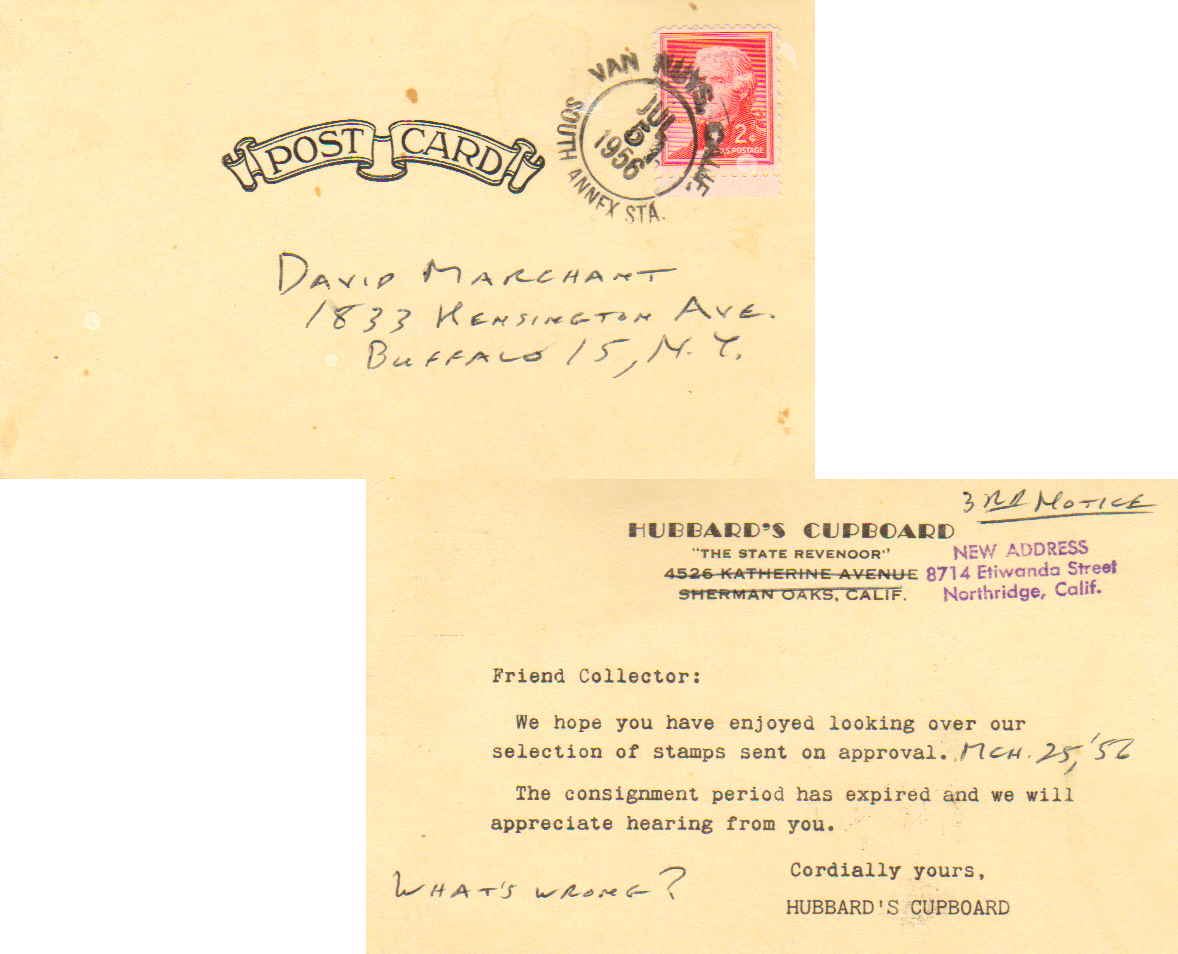 POST CARD
VAN NUYS, CALIF.
SOUTH ANNEX STA.
JUL
5
1956
2¢
U.S. POSTAGE
DAVID MARCHANT
1833 KENSINGTON AVE.
BUFFALO 15, N.Y.
3RD NOTICE
HUBBARD'S CUPBOARD
"THE STATE REVENOOR"
4526 KATHERINE AVENUE
SHERMAN OAKS, CALIF.
NEW ADDRESS
8714 Etiwanda Street
Northridge, Calif.
Friend Collector:
We hope you have enjoyed looking over our
selection of stamps sent on approval. MCH. 25, '56
The consignment period has expired and we will
appreciate hearing from you.
Cordially yours,
WHAT'S WRONG?
HUBBARD'S CUPBOARD